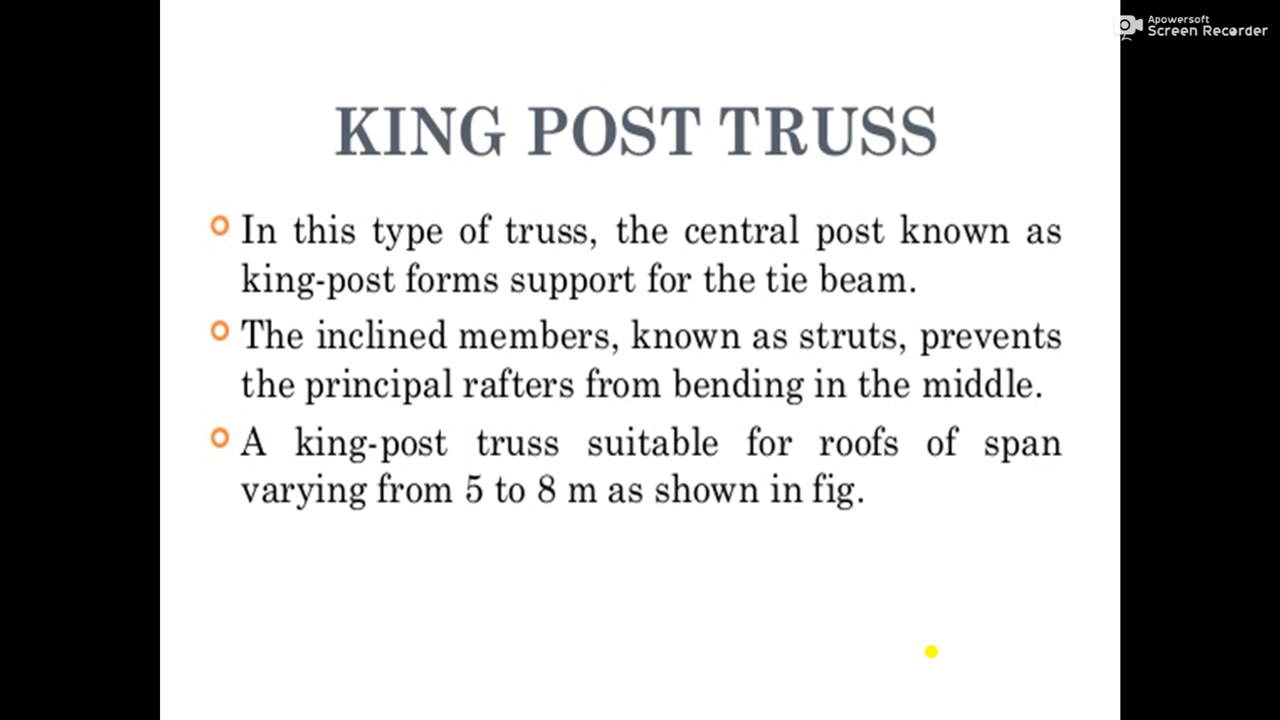 Apowersoft
Screen Recorder
KING POST TRUSS
In this type of truss, the central post known as
king-post forms support for the tie beam.
The inclined members, known as struts, prevents
the principal rafters from bending in the middle.
A king-post truss suitable for roofs of span
varying from 5 to 8 m as shown in fig.